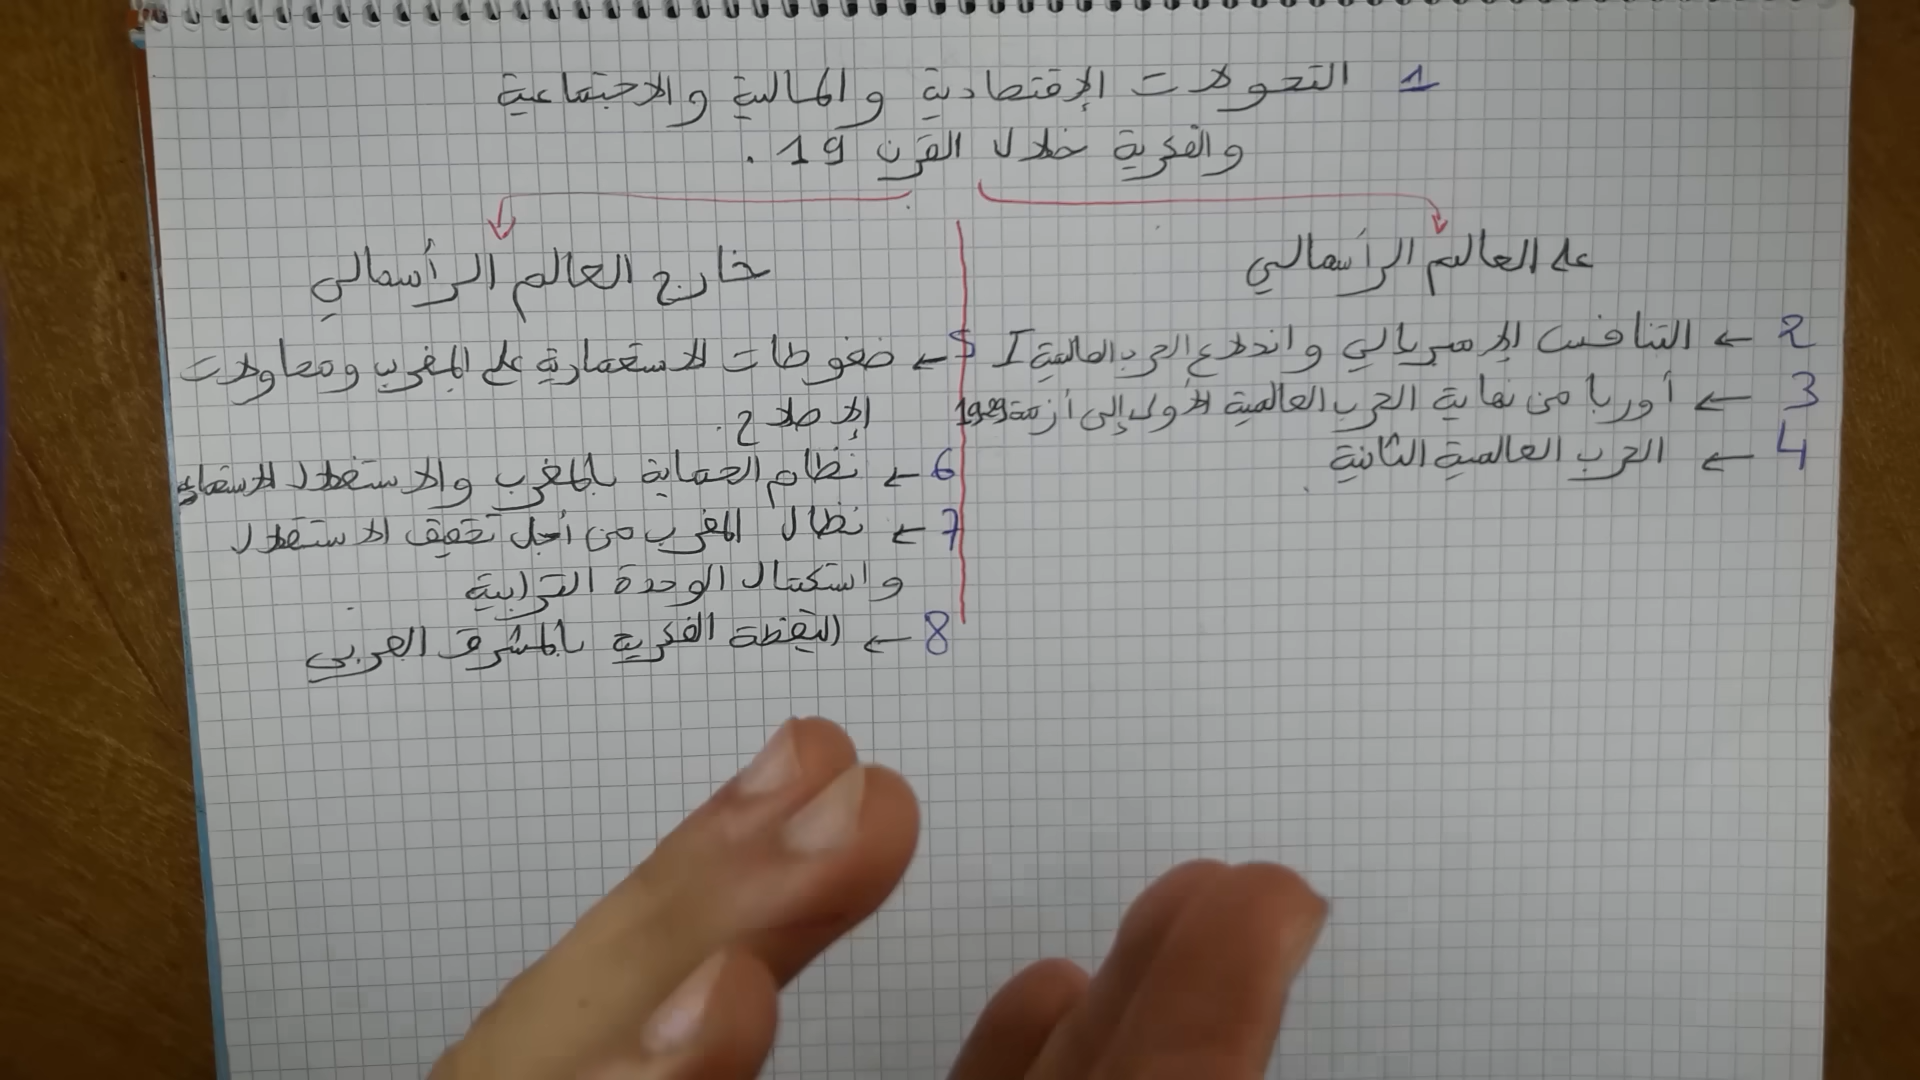 1 التحولات الإقتصادية والمالية والاجتماعية
والفكرية خلال القرن 19 .
على العالم الرأسمالي
2 ← التنافس الإمبريالي واندلاع الحرب العالمية I
3 ← أوربا من نهاية الحرب العالمية الأولى إلى أزمة 1929
4 ← الحرب العالمية الثانية
خارج العالم الرأسمالي
5 ← ضغوطات الاستعمارية على المغرب ومحاولات
الإصلاح .
6 ← نظام الحماية بالمغرب والاستغلال الاستعماري
7 ← نضال المغرب من أجل تحقيق الاستقلال
واستكمال الوحدة الترابية
8 ← اليقظة الفكرية بالمشرق العربي